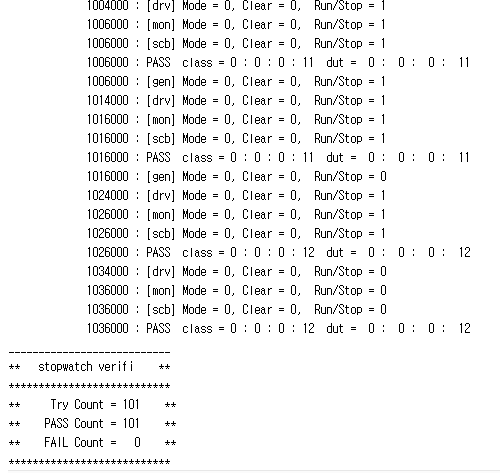 1004000 : [drv] Mode = 0, Clear = 0,  Run/Stop = 1
1006000 : [mon] Mode = 0, Clear = 0,  Run/Stop = 1
1006000 : [scb] Mode = 0, Clear = 0,  Run/Stop = 1
1006000 : PASS  class = 0 : 0 : 0 : 11  dut =  0 :  0 :  0 :  11
1006000 : [gen] Mode = 0, Clear = 0,  Run/Stop = 1
1014000 : [drv] Mode = 0, Clear = 0,  Run/Stop = 1
1016000 : [mon] Mode = 0, Clear = 0,  Run/Stop = 1
1016000 : [scb] Mode = 0, Clear = 0,  Run/Stop = 1
1016000 : PASS  class = 0 : 0 : 0 : 11  dut =  0 :  0 :  0 :  11
1016000 : [gen] Mode = 0, Clear = 0,  Run/Stop = 0
1024000 : [drv] Mode = 0, Clear = 0,  Run/Stop = 1
1026000 : [mon] Mode = 0, Clear = 0,  Run/Stop = 1
1026000 : [scb] Mode = 0, Clear = 0,  Run/Stop = 1
1026000 : PASS  class = 0 : 0 : 0 : 12  dut =  0 :  0 :  0 :  12
1034000 : [drv] Mode = 0, Clear = 0,  Run/Stop = 0
1036000 : [mon] Mode = 0, Clear = 0,  Run/Stop = 0
1036000 : [scb] Mode = 0, Clear = 0,  Run/Stop = 0
1036000 : PASS  class = 0 : 0 : 0 : 12  dut =  0 :  0 :  0 :  12
---------------------------
**   stopwatch verifi    **
***************************
**     Try Count = 101    **
**    PASS Count = 101    **
**    FAIL Count =   0    **
***************************